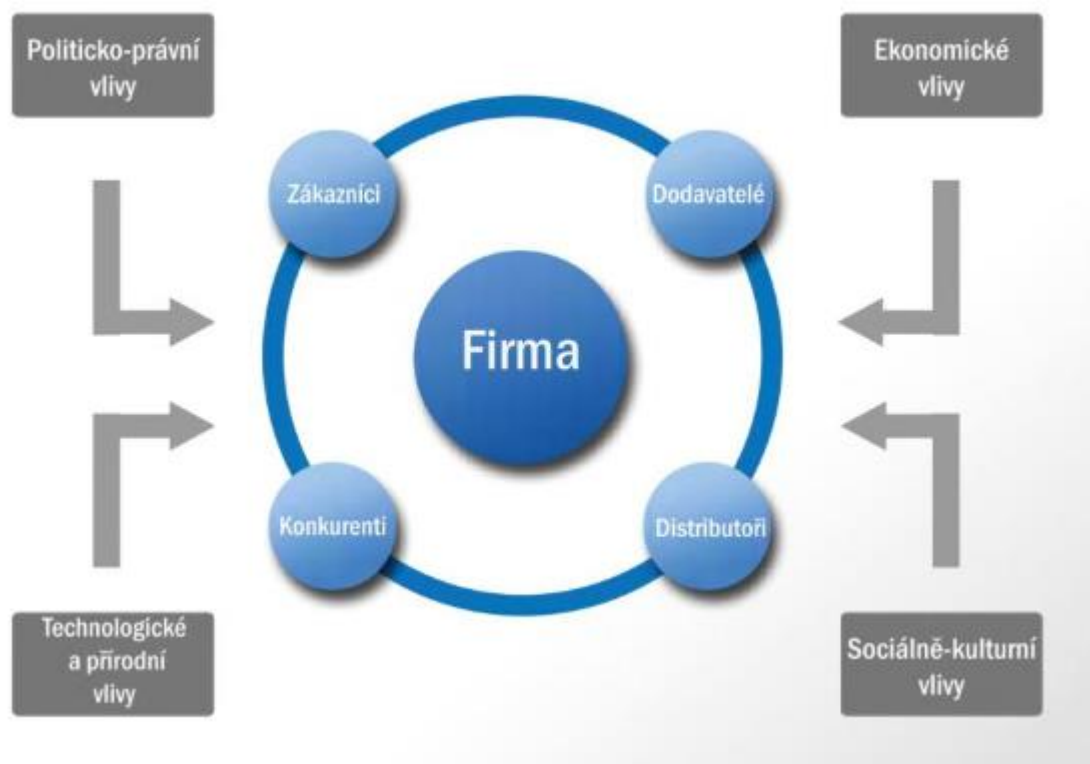 Politicko-právní
vlivy
Ekonomické
vlivy
Zákazníci
Dodavatelé
Firma
Konkurenti
Distributoři
Technologické
a přírodní
vlivy
Sociálně-kulturní
vlivy